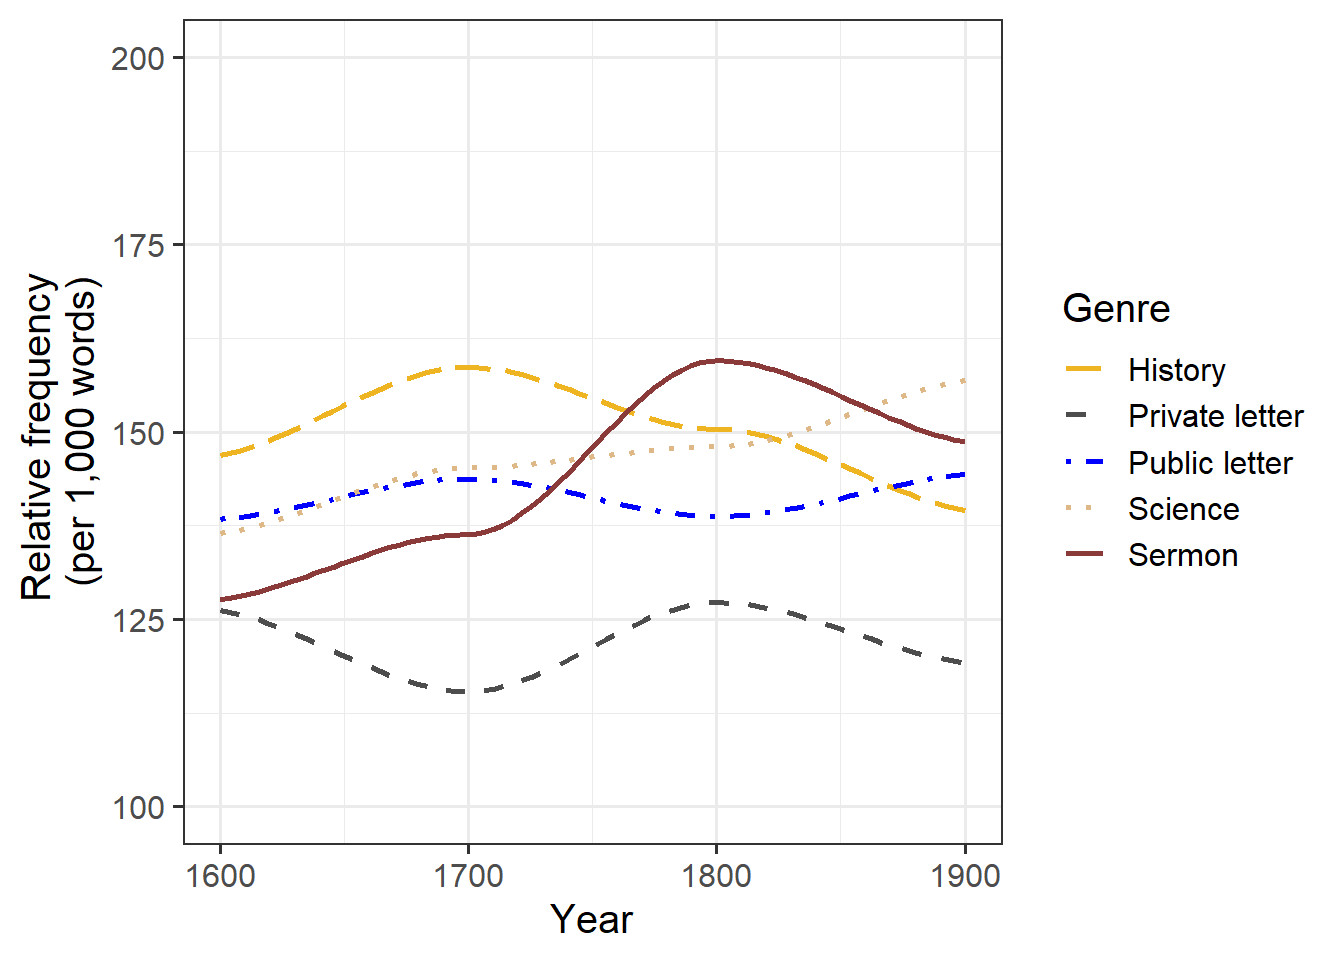 200
175
150
125
100
Relative frequency
(per 1,000 words)
1600 1700 1800 1900
Year
Genre
History
Private letter
Public letter
Science
Sermon